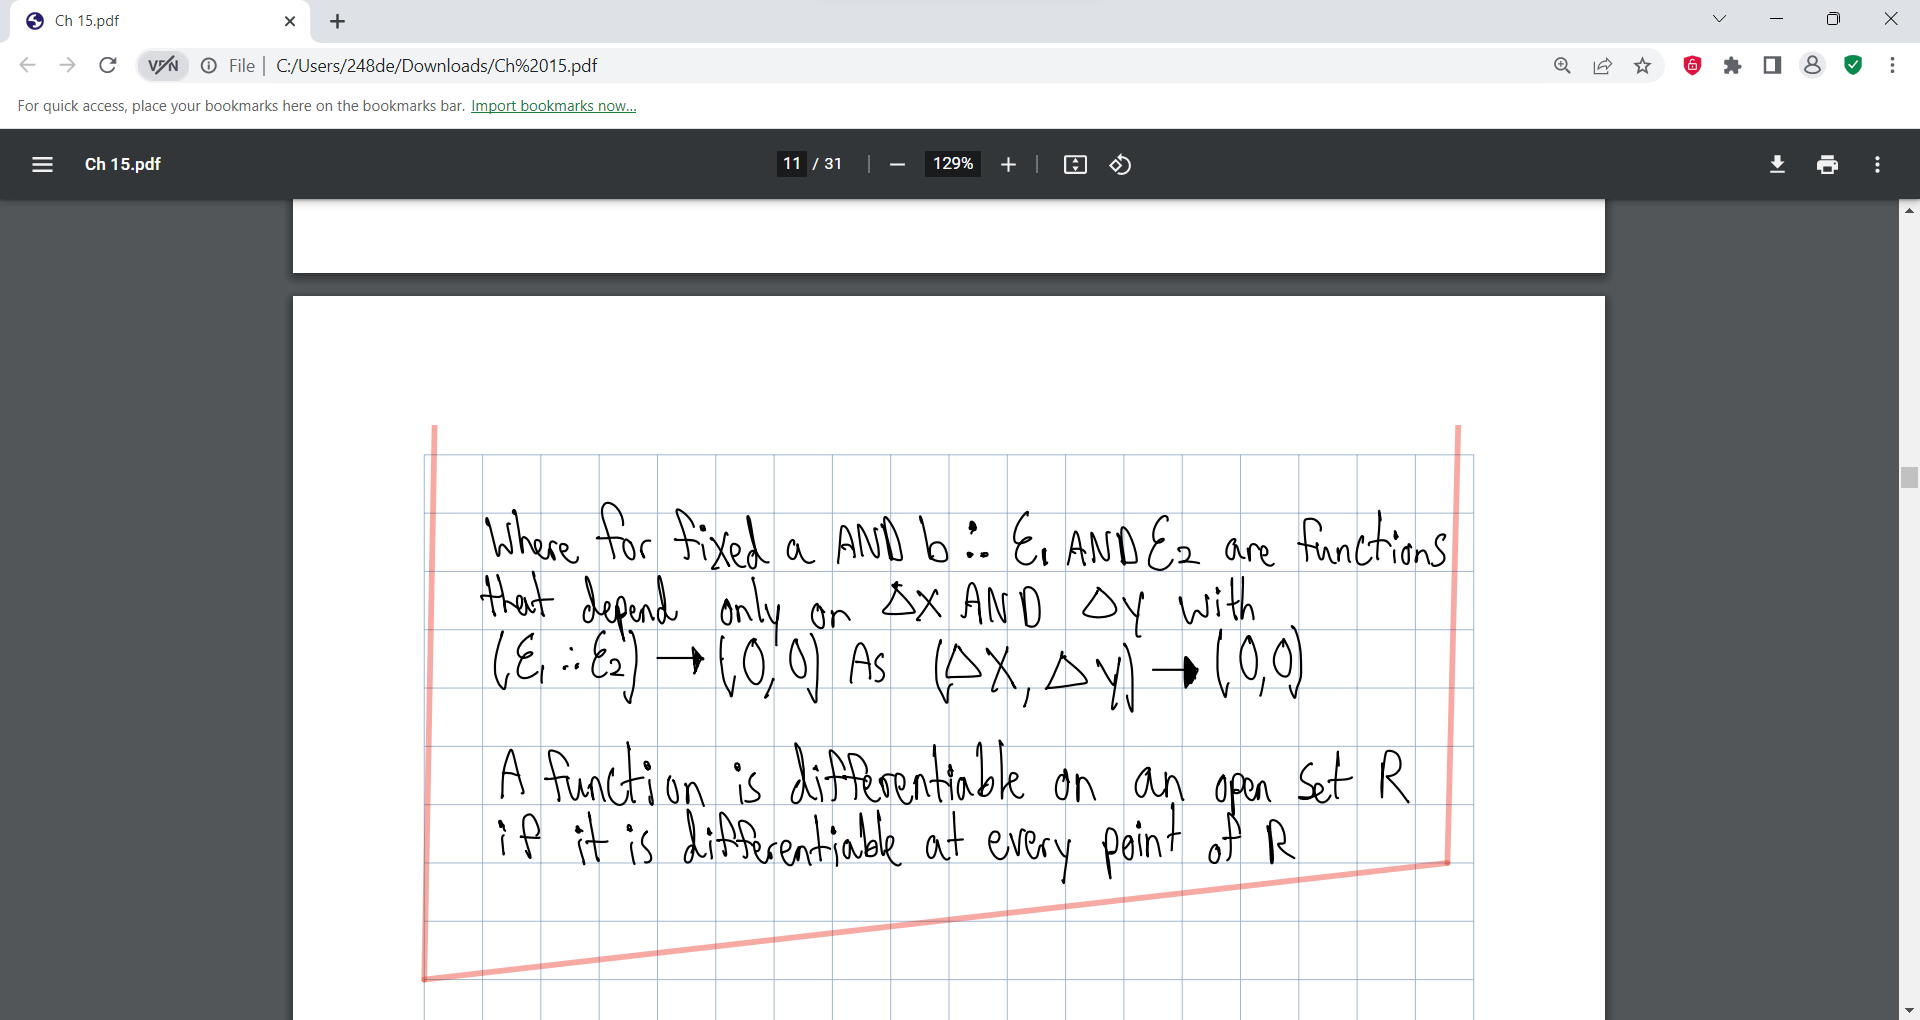 Ch 15.pdf
VPN File C:/Users/248de/Downloads/Ch%2015.pdf
For quick access, place your bookmarks here on the bookmarks bar. Import bookmarks now...
Ch 15.pdf 11 / 31 129%
Where for fixed a AND b ∴ ε₁ AND ε₂ are functions
that depend only on Δx AND Δy with
(ε₁ ∴ ε₂) → (0,0) As (Δx, Δy) → (0,0)
A function is differentiable on an open set R
if it is differentiable at every point of R